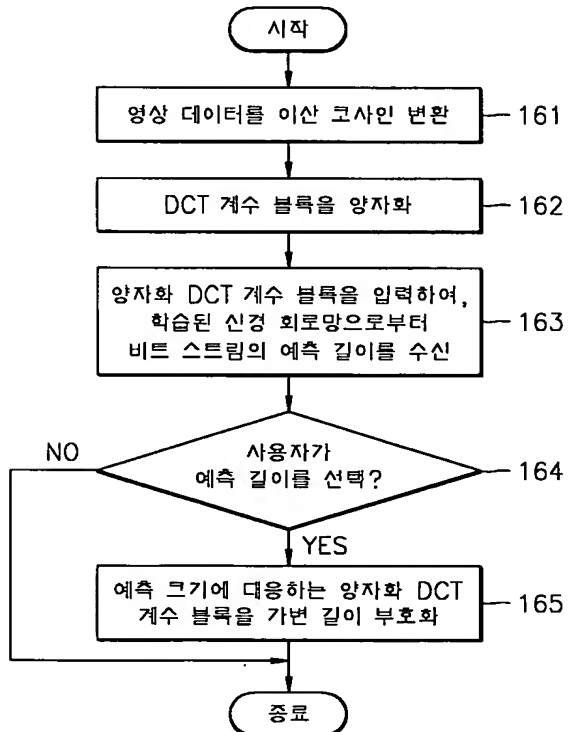 시작
영상 데이터를 이산 코사인 변환
161
DCT 계수 블록을 양자화
162
양자화 DCT 계수 블록을 입력하여,
학습된 신경 회로망으로부터
비트 스트림의 예측 길이를 수신
163
사용자가
예측 길이를 선택?
164
NO
YES
예측 크기에 대응하는 양자화 DCT
계수 블록을 가변 길이 부호화
165
종료